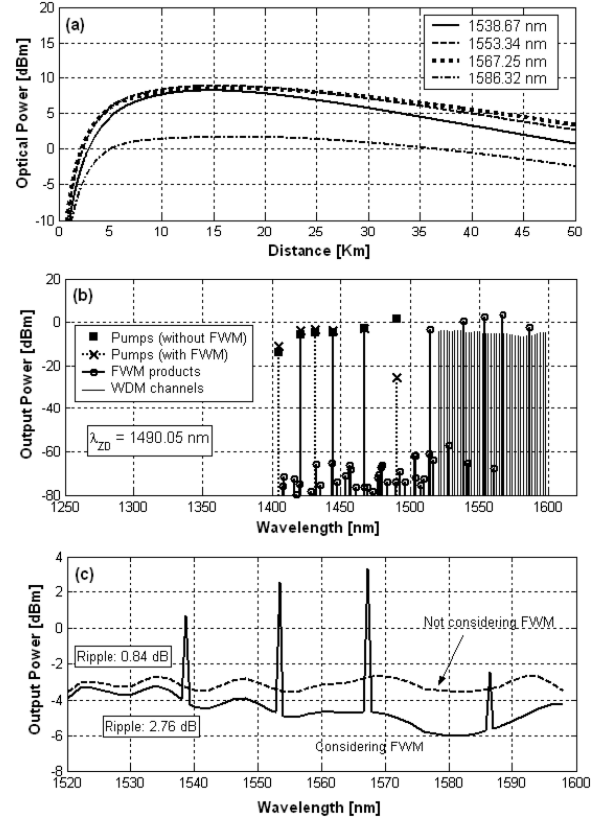 (a)
1538.67 nm
1553.34 nm
1567.25 nm
1586.32 nm
20
15
10
5
0
-5
-10
Optical Power [dBm]
0 5 10 15 20 25 30 35 40 45 50
Distance [Km]
(b)
20
0
-20
-40
-60
-80
Output Power [dBm]
Pumps (without FWM)
Pumps (with FWM)
FWM products
WDM channels
λZD = 1490.05 nm
1250 1300 1350 1400 1450 1500 1550 1600
Wavelength [nm]
(c)
4
2
0
-2
-4
-6
-8
Output Power [dBm]
Not considering FWM
Ripple: 0.84 dB
Ripple: 2.76 dB
Considering FWM
1520 1530 1540 1550 1560 1570 1580 1590 1600
Wavelength [nm]